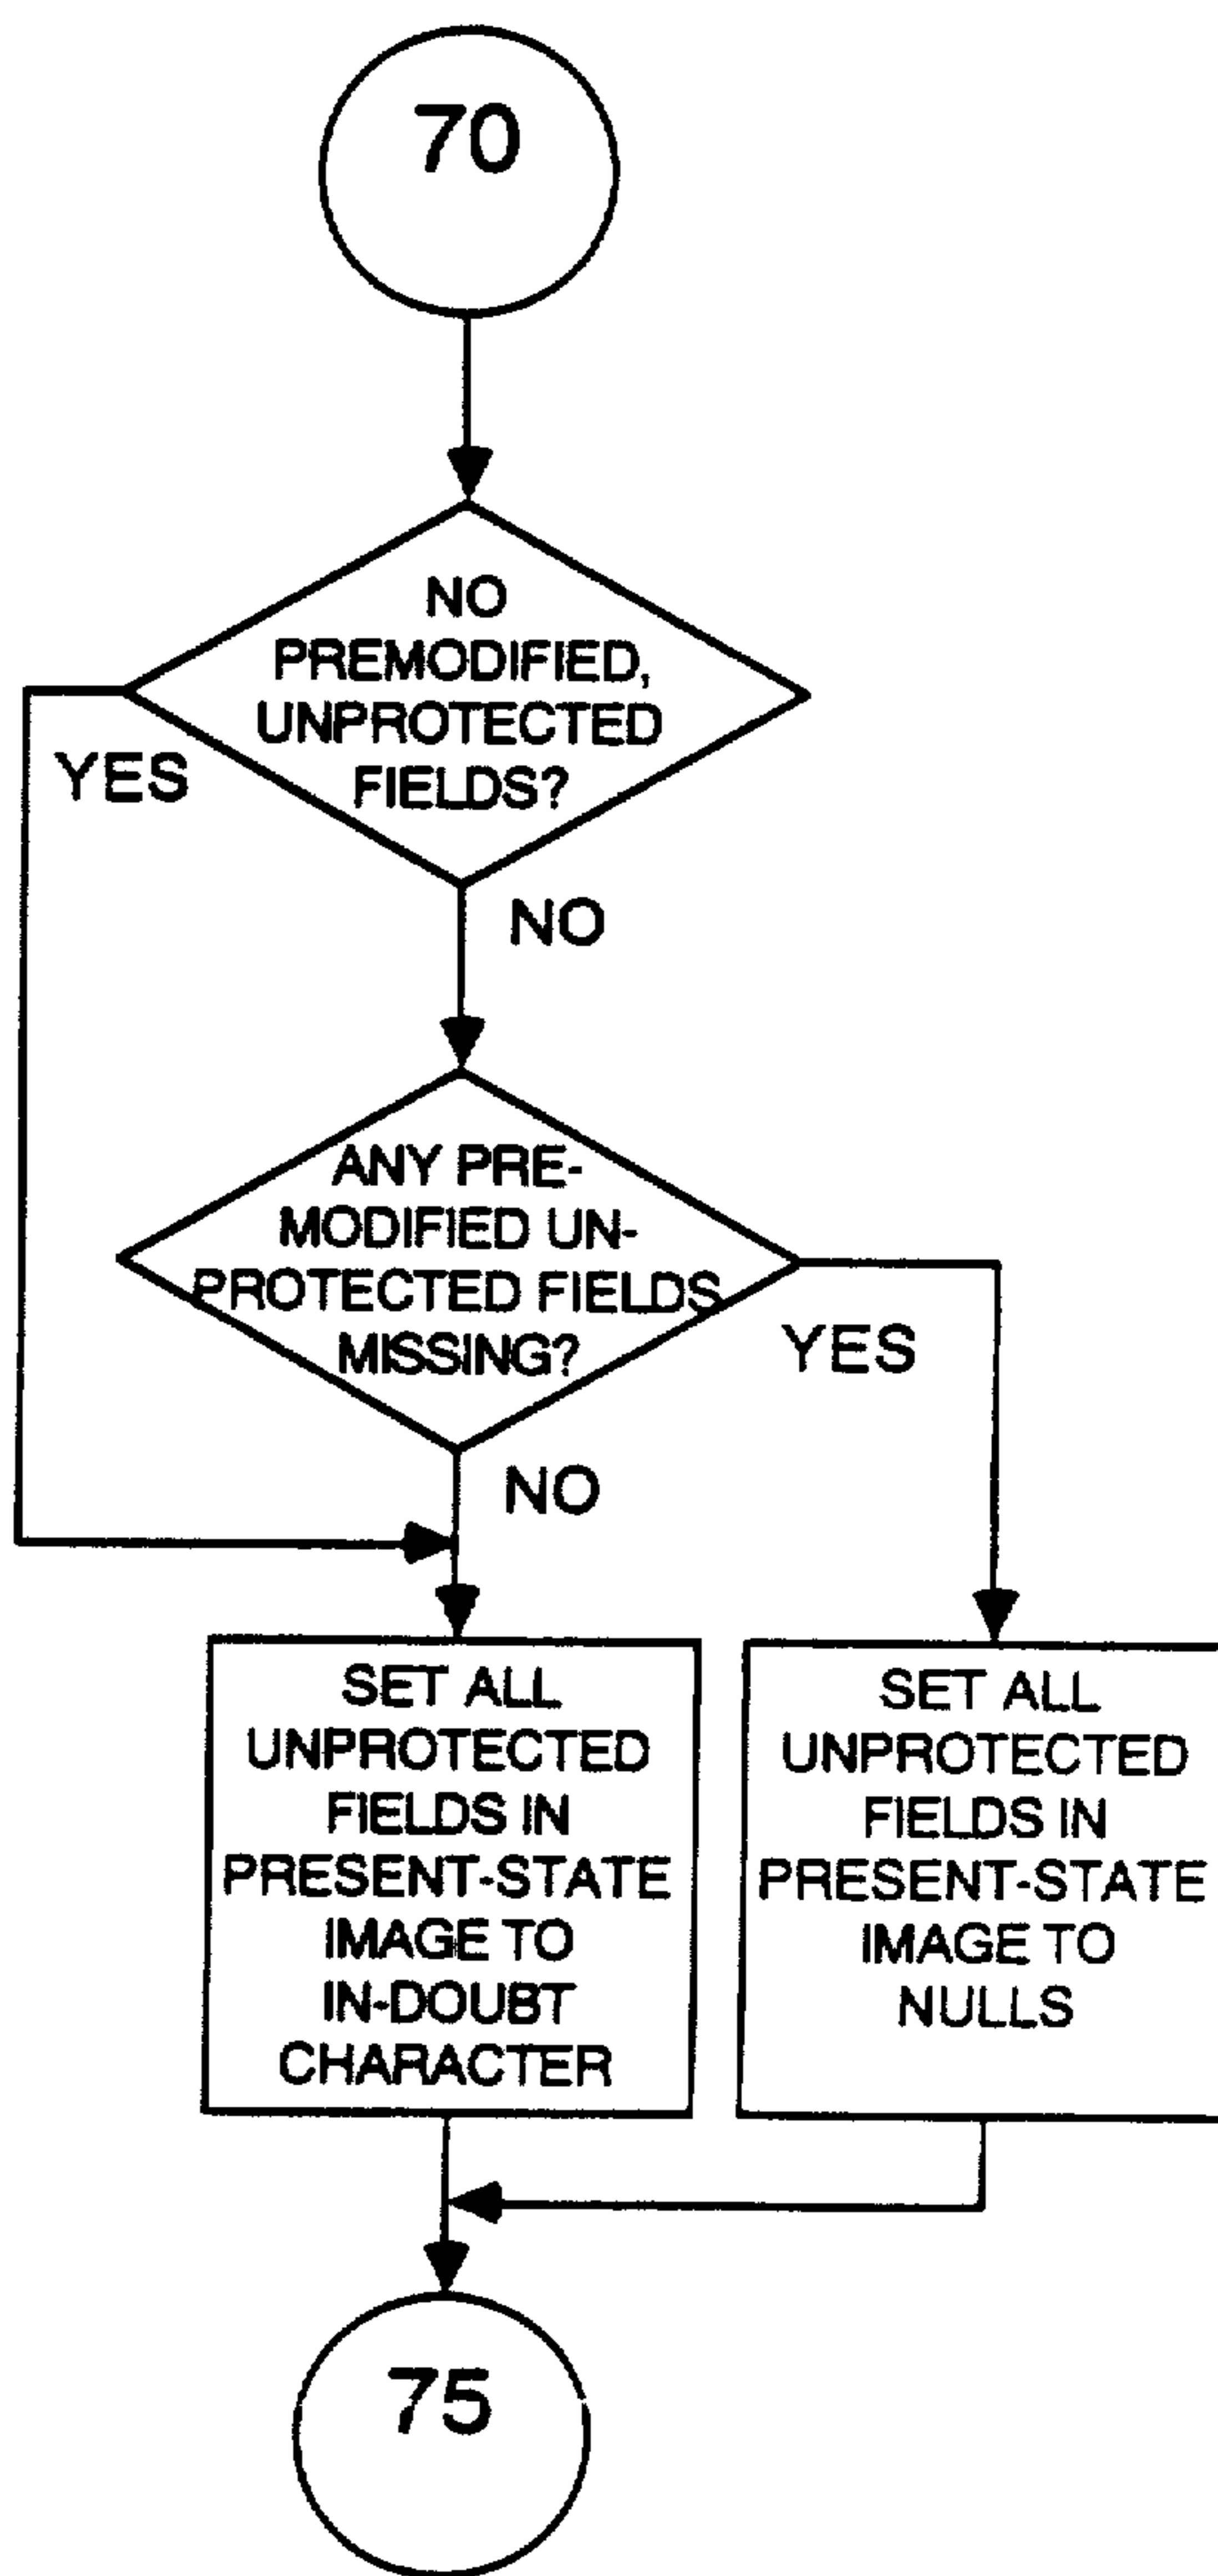 70
NO
PREMODIFIED,
UNPROTECTED
FIELDS?
YES
NO
ANY PRE-
MODIFIED UN-
PROTECTED FIELDS
MISSING?
YES
NO
SET ALL
UNPROTECTED
FIELDS IN
PRESENT-STATE
IMAGE TO
IN-DOUBT
CHARACTER
SET ALL
UNPROTECTED
FIELDS IN
PRESENT-STATE
IMAGE TO
NULLS
75